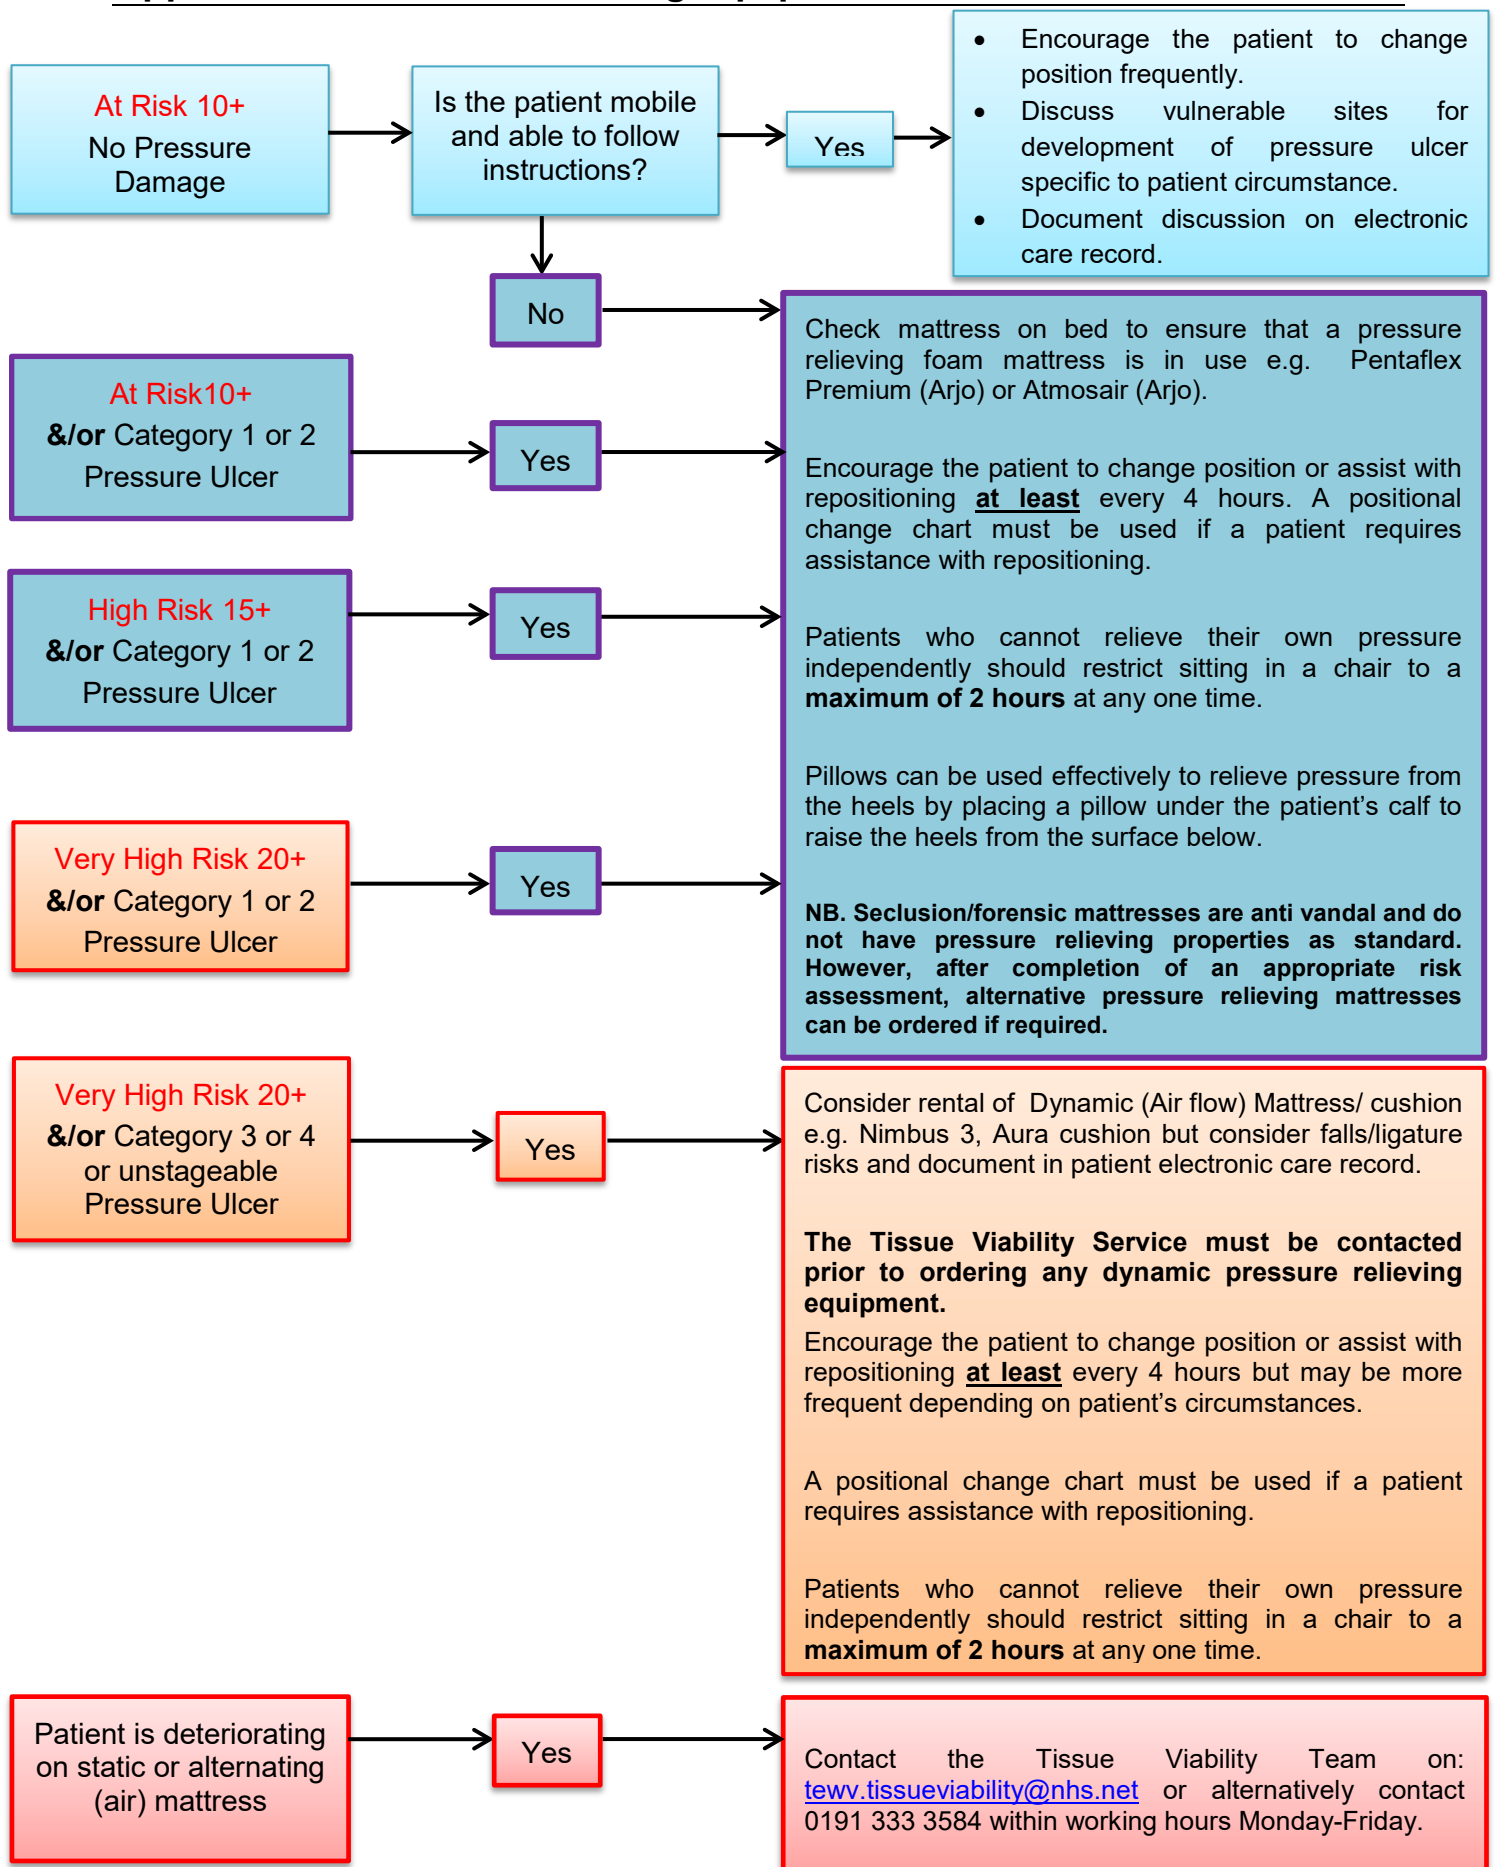 At Risk 10+
No Pressure
Damage
Is the patient mobile
and able to follow
instructions?
Yes
• Encourage the patient to change
position frequently.
• Discuss vulnerable sites for
development of pressure ulcer
specific to patient circumstance.
• Document discussion on electronic
care record.
No
At Risk10+
&/or Category 1 or 2
Pressure Ulcer
Yes
High Risk 15+
&/or Category 1 or 2
Pressure Ulcer
Yes
Very High Risk 20+
&/or Category 1 or 2
Pressure Ulcer
Yes
Check mattress on bed to ensure that a pressure
relieving foam mattress is in use e.g. Pentaflex
Premium (Arjo) or Atmosair (Arjo).
Encourage the patient to change position or assist with
repositioning at least every 4 hours. A positional
change chart must be used if a patient requires
assistance with repositioning.
Patients who cannot relieve their own pressure
independently should restrict sitting in a chair to a
maximum of 2 hours at any one time.
Pillows can be used effectively to relieve pressure from
the heels by placing a pillow under the patient’s calf to
raise the heels from the surface below.
NB. Seclusion/forensic mattresses are anti vandal and do
not have pressure relieving properties as standard.
However, after completion of an appropriate risk
assessment, alternative pressure relieving mattresses
can be ordered if required.
Very High Risk 20+
&/or Category 3 or 4
or unstageable
Pressure Ulcer
Yes
Consider rental of Dynamic (Air flow) Mattress/ cushion
e.g. Nimbus 3, Aura cushion but consider falls/ligature
risks and document in patient electronic care record.
The Tissue Viability Service must be contacted
prior to ordering any dynamic pressure relieving
equipment.
Encourage the patient to change position or assist with
repositioning at least every 4 hours but may be more
frequent depending on patient’s circumstances.
A positional change chart must be used if a patient
requires assistance with repositioning.
Patients who cannot relieve their own pressure
independently should restrict sitting in a chair to a
maximum of 2 hours at any one time.
Patient is deteriorating
on static or alternating
(air) mattress
Yes
Contact the Tissue Viability Team on:
tewv.tissueviability@nhs.net or alternatively contact
0191 333 3584 within working hours Monday-Friday.